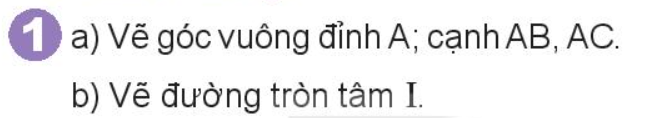 1 a) Vẽ góc vuông đỉnh A; cạnh AB, AC.
b) Vẽ đường tròn tâm I.